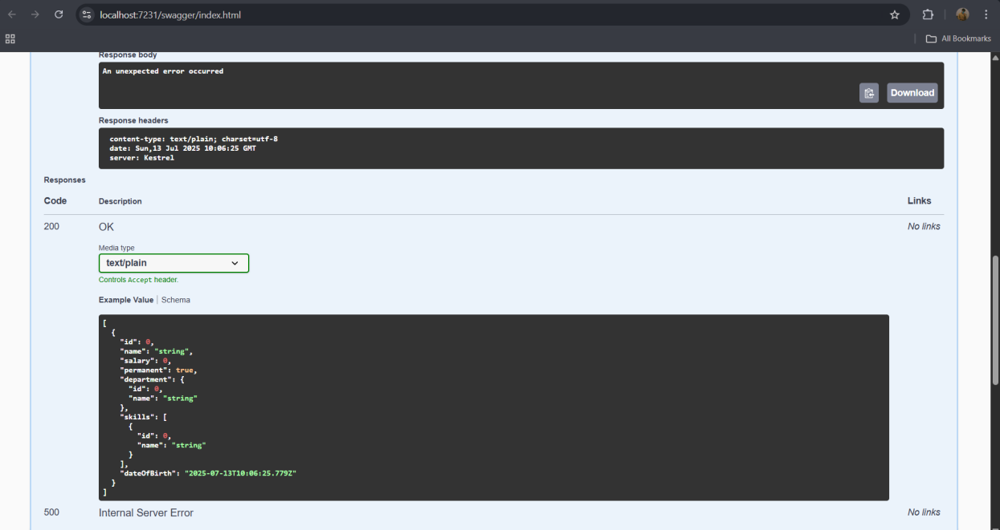 localhost:7231/swagger/index.html
All Bookmarks
Response body
An unexpected error occurred
Download
Response headers
content-type: text/plain; charset=utf-8
date: Sun,13 Jul 2025 10:06:25 GMT
server: Kestrel
Responses
Code Description Links
200 OK No links
Media type
text/plain
Controls Accept header.
Example Value Schema
[
{
"id": 0,
"name": "string",
"salary": 0,
"permanent": true,
"department": {
"id": 0,
"name": "string"
},
"skills": [
{
"id": 0,
"name": "string"
}
],
"dateOfBirth": "2025-07-13T10:06:25.779Z"
}
]
500 Internal Server Error No links